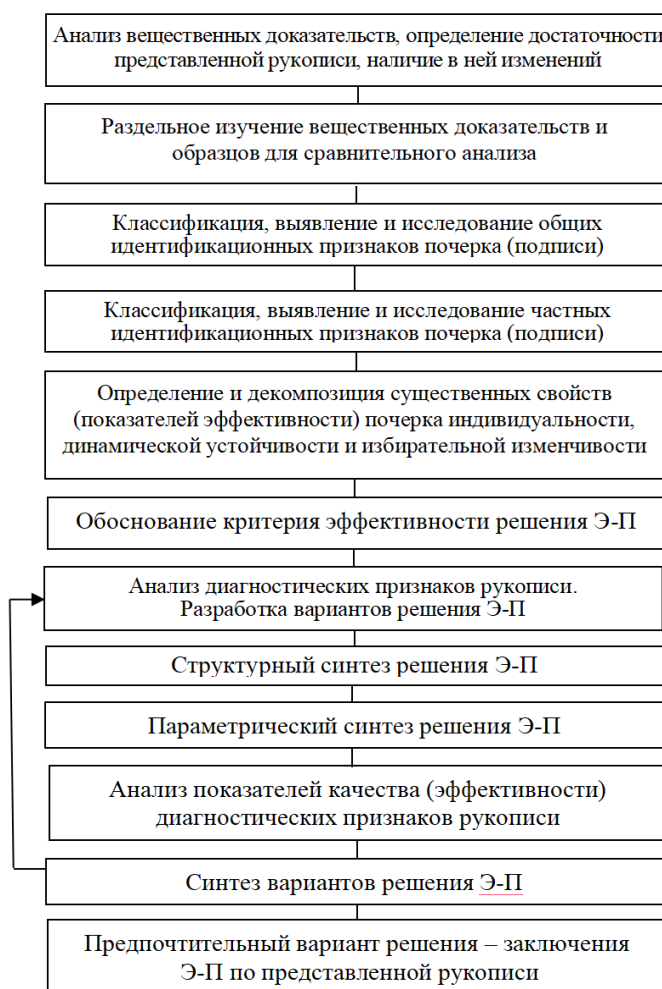 Анализ вещественных доказательств, определение достаточности
представленной рукописи, наличие в ней изменений
Раздельное изучение вещественных доказательств и
образцов для сравнительного анализа
Классификация, выявление и исследование общих
идентификационных признаков почерка (подписи)
Классификация, выявление и исследование частных
идентификационных признаков почерка (подписи)
Определение и декомпозиция существенных свойств
(показателей эффективности) почерка индивидуальности,
динамической устойчивости и избирательной изменчивости
Обоснование критерия эффективности решения Э-П
Анализ диагностических признаков рукописи.
Разработка вариантов решения Э-П
Структурный синтез решения Э-П
Параметрический синтез решения Э-П
Анализ показателей качества (эффективности)
диагностических признаков рукописи
Синтез вариантов решения Э-П
Предпочтительный вариант решения – заключения
Э-П по представленной рукописи